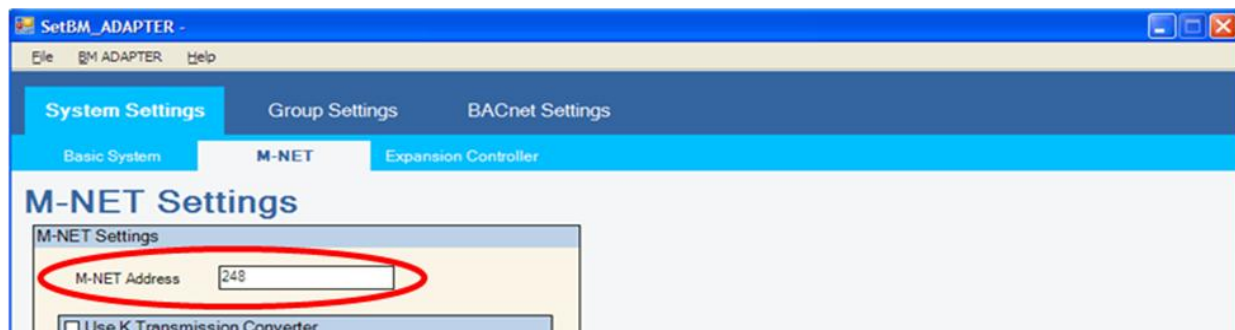 SetBM_ADAPTER -
File BM ADAPTER Help
System Settings Group Settings BACnet Settings
Basic System M-NET Expansion Controller
M-NET Settings
M-NET Settings
M-NET Address 248
Use K Transmission Converter